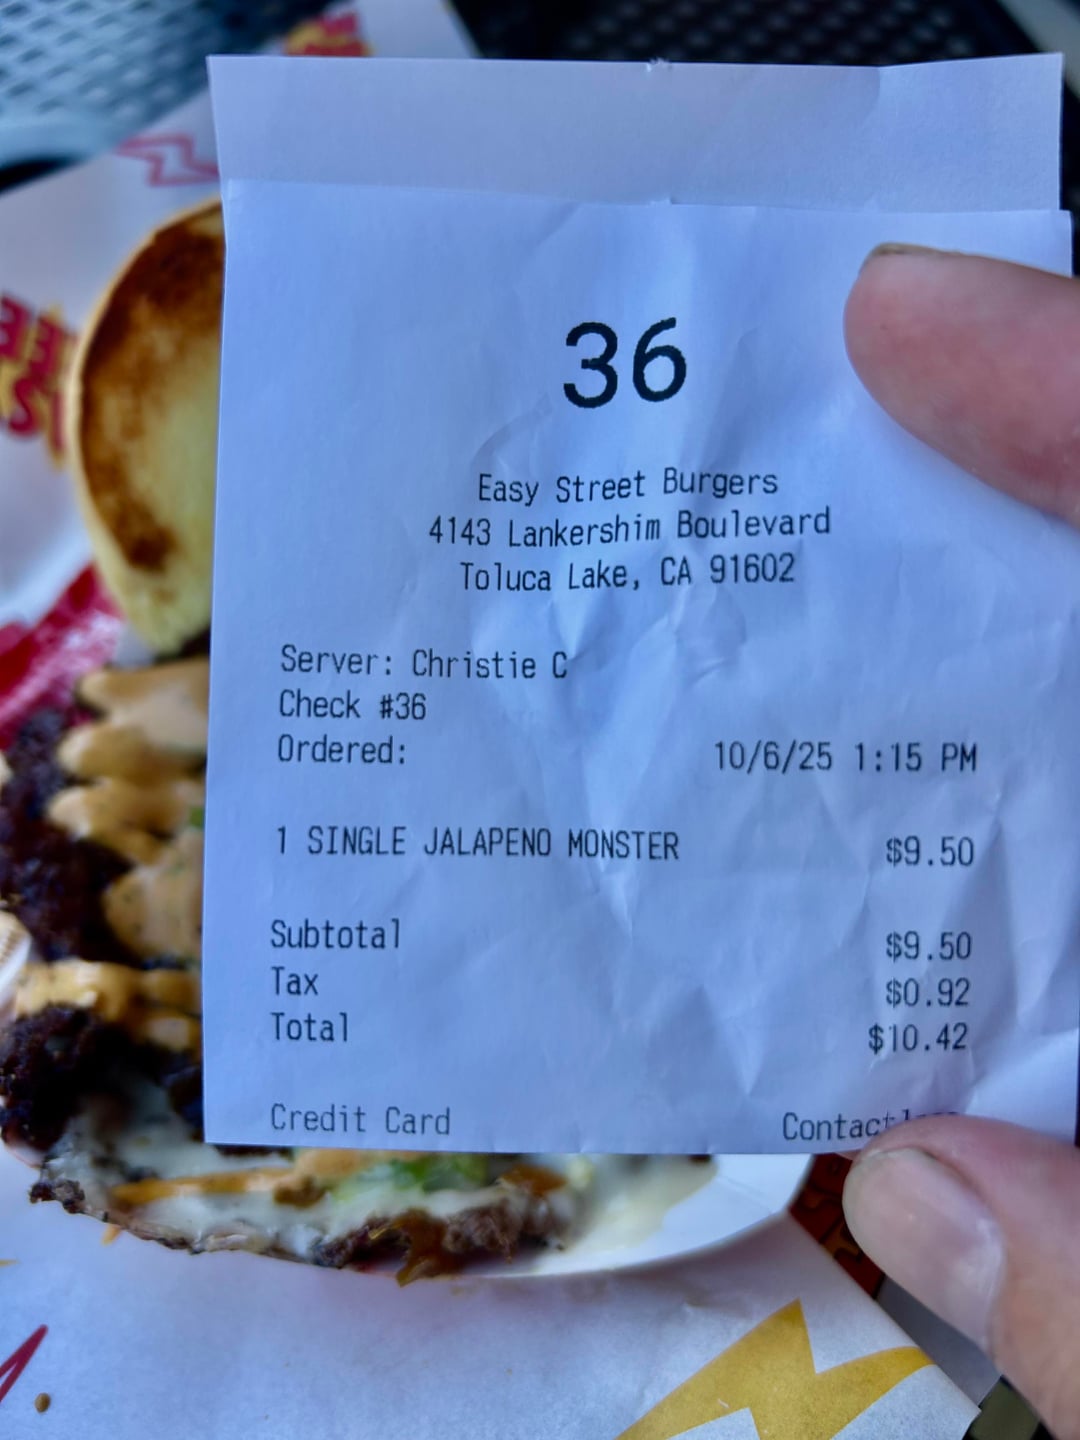 36
Easy Street Burgers
4143 Lankershim Boulevard
Toluca Lake, CA 91602
Server: Christie C
Check #36
Ordered: 10/6/25 1:15 PM
1 SINGLE JALAPENO MONSTER $9.50
Subtotal $9.50
Tax $0.92
Total $10.42
Credit Card